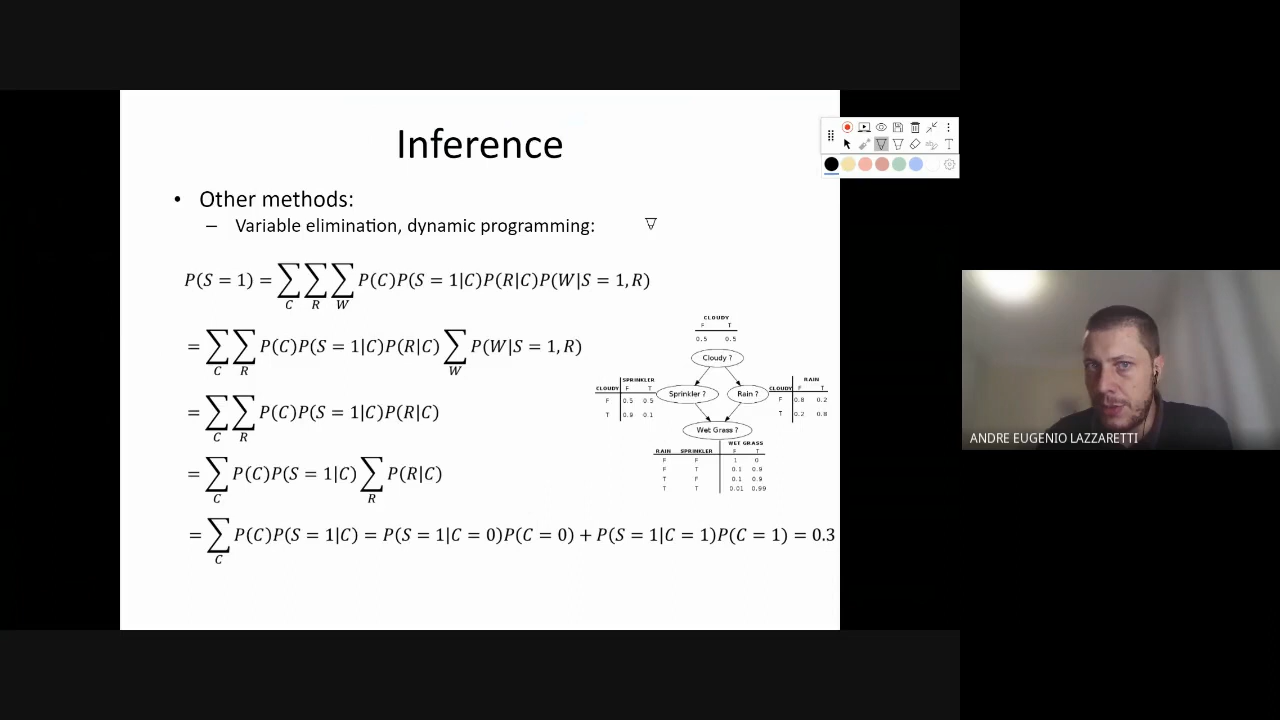 Inference
• Other methods:
– Variable elimination, dynamic programming:
P(S = 1) = ∑_C ∑_R ∑_W P(C)P(S = 1|C)P(R|C)P(W|S = 1, R)
= ∑_C ∑_R P(C)P(S = 1|C)P(R|C) ∑_W P(W|S = 1, R)
= ∑_C ∑_R P(C)P(S = 1|C)P(R|C)
= ∑_C P(C)P(S = 1|C) ∑_R P(R|C)
= ∑_C P(C)P(S = 1|C) = P(S = 1|C = 0)P(C = 0) + P(S = 1|C = 1)P(C = 1) = 0.3
CLOUDY
F T
0.5 0.5
Cloudy ?
SPRINKLER
CLOUDY F T
F 0.5 0.5
T 0.9 0.1
Sprinkler ?
Rain ?
RAIN
CLOUDY F T
F 0.8 0.2
T 0.2 0.8
Wet Grass ?
WET GRASS
RAIN SPRINKLER F T
F F 1 0
F T 0.1 0.9
T F 0.1 0.9
T T 0.01 0.99
T
ANDRE EUGENIO LAZZARETTI